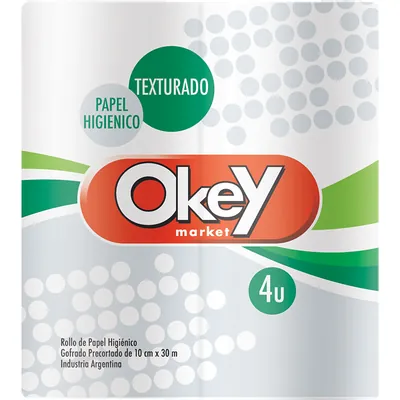 TEXTURADO
PAPEL
HIGIENICO
Okey
market
4u
Rollo de Papel Higiénico
Gofrado Precortado de 10 cm x 30 m
Industria Argentina